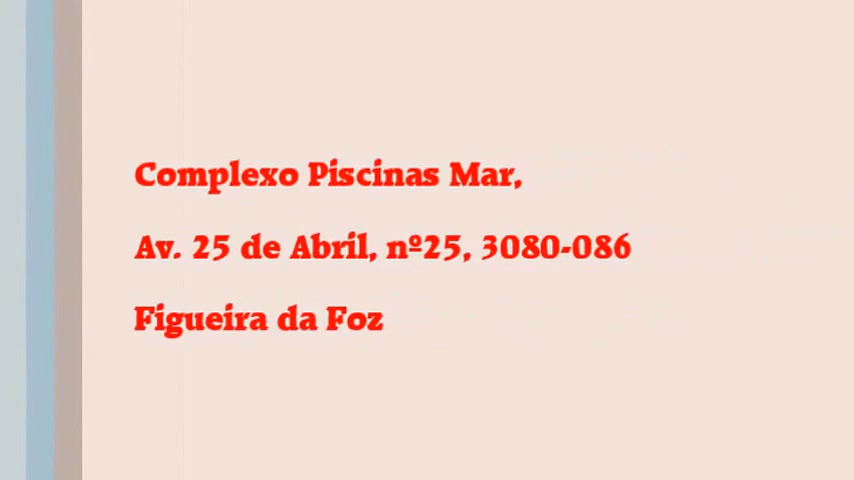 Complexo Piscinas Mar,
Av. 25 de Abril, nº25, 3080-086
Figueira da Foz